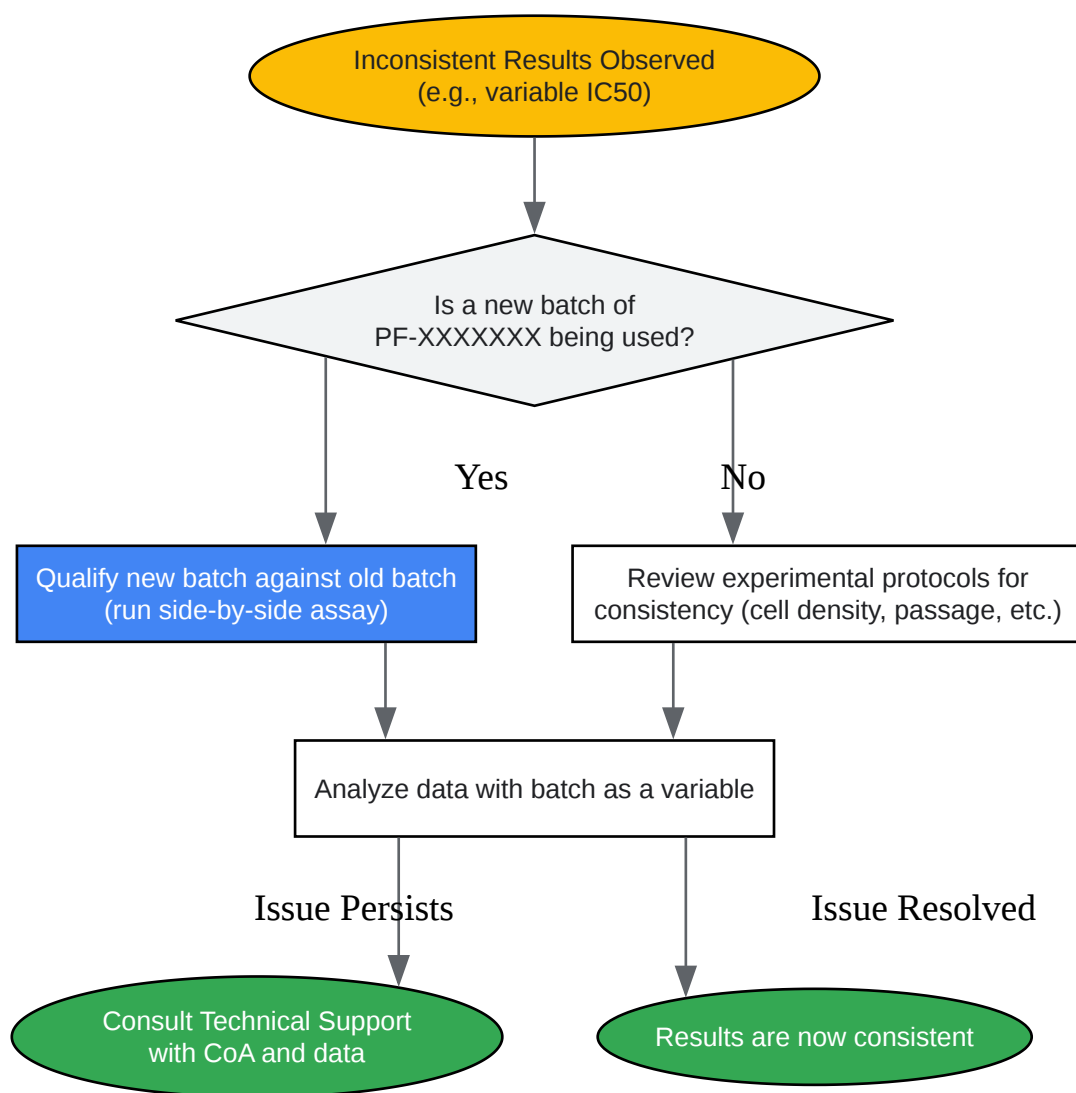 Inconsistent Results Observed
(e.g., variable IC50)
Is a new batch of
PF-XXXXXXX being used?
Yes
No
Qualify new batch against old batch
(run side-by-side assay)
Review experimental protocols for
consistency (cell density, passage, etc.)
Analyze data with batch as a variable
Issue Persists
Issue Resolved
Consult Technical Support
with CoA and data
Results are now consistent